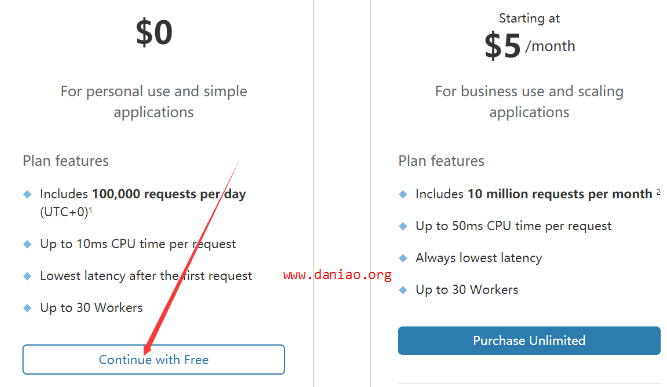 $0
For personal use and simple
applications
Plan features
Includes 100,000 requests per day
(UTC+0)1
Up to 10ms CPU time per request
Lowest latency after the first request
Up to 30 Workers
Continue with Free
Starting at
$5 /month
For business use and scaling
applications
Plan features
Includes 10 million requests per month 2
Up to 50ms CPU time per request
Always lowest latency
Up to 30 Workers
Purchase Unlimited
www.daniao.org